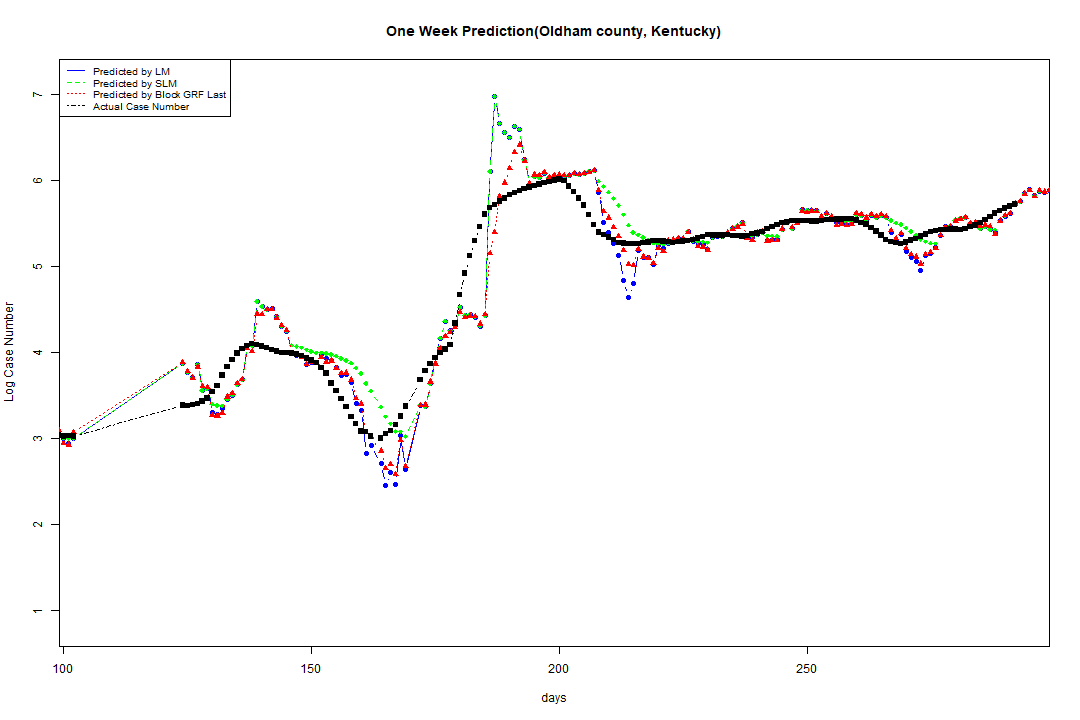 One Week Prediction(Oldham county, Kentucky)
Predicted by LM
Predicted by SLM
Predicted by Block GRF Last
Actual Case Number
7
6
5
4
3
2
1
Log Case Number
100 150 200 250
days